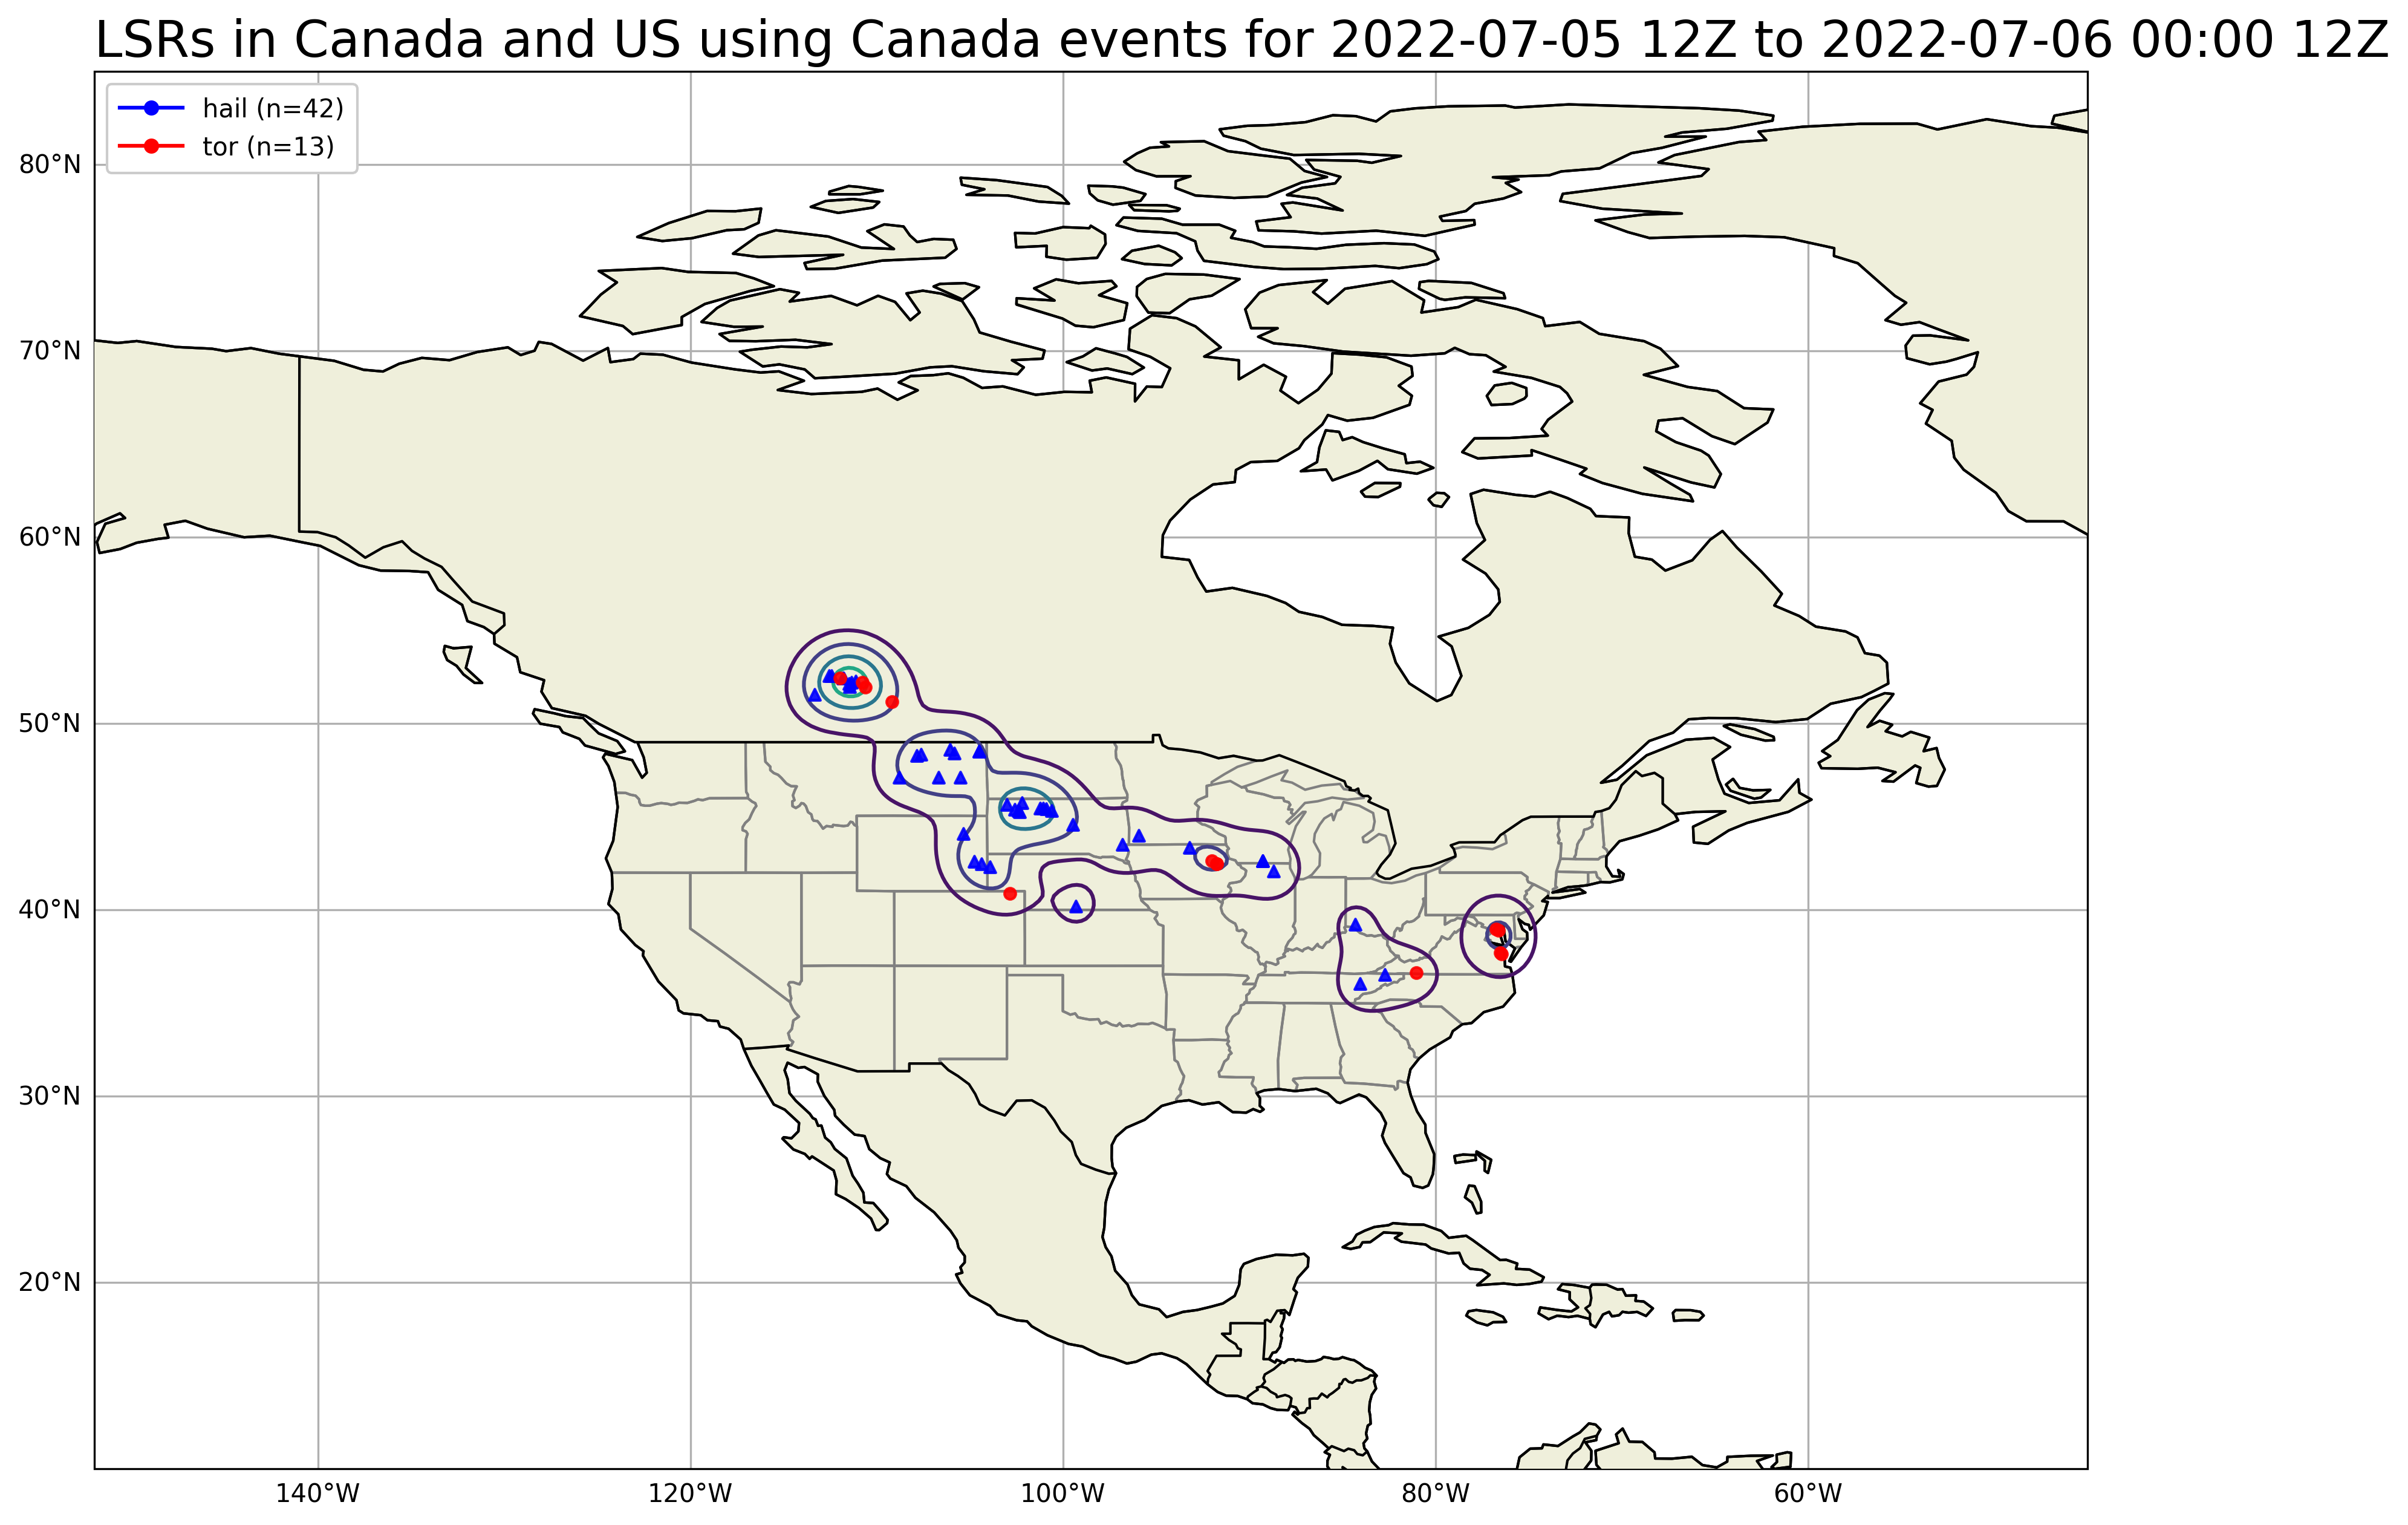 LSRs in Canada and US using Canada events for 2022-07-05 12Z to 2022-07-06 00:00 12Z
hail (n=42)
tor (n=13)
80°N
70°N
60°N
50°N
40°N
30°N
20°N
140°W
120°W
100°W
80°W
60°W